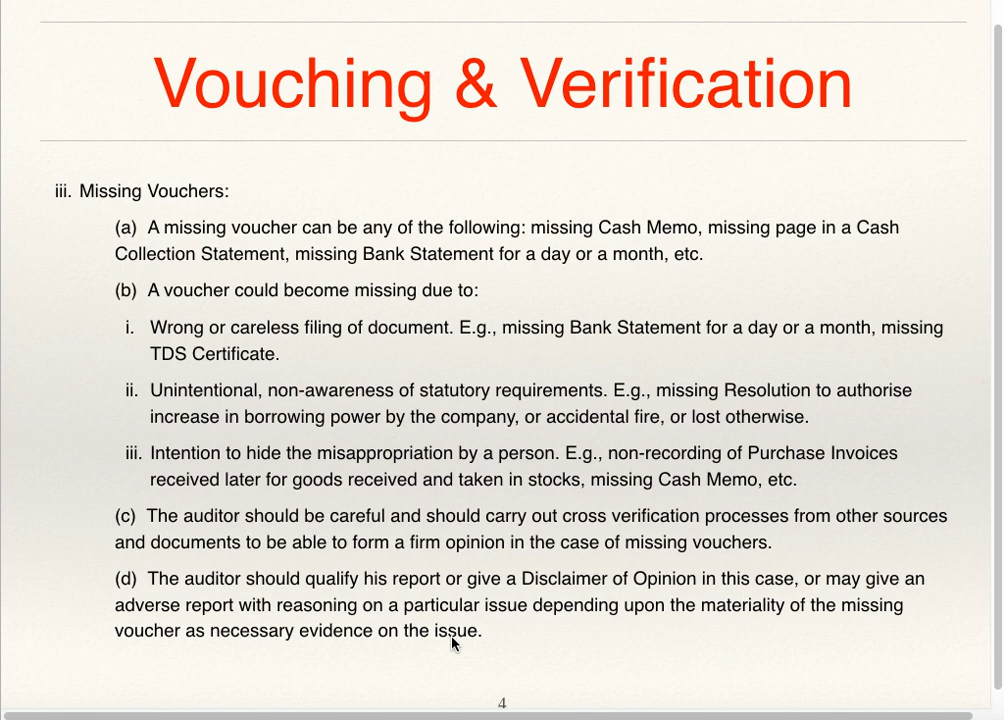 Vouching & Verification
iii. Missing Vouchers:
(a) A missing voucher can be any of the following: missing Cash Memo, missing page in a Cash
Collection Statement, missing Bank Statement for a day or a month, etc.
(b) A voucher could become missing due to:
i. Wrong or careless filing of document. E.g., missing Bank Statement for a day or a month, missing
TDS Certificate.
ii. Unintentional, non-awareness of statutory requirements. E.g., missing Resolution to authorise
increase in borrowing power by the company, or accidental fire, or lost otherwise.
iii. Intention to hide the misappropriation by a person. E.g., non-recording of Purchase Invoices
received later for goods received and taken in stocks, missing Cash Memo, etc.
(c) The auditor should be careful and should carry out cross verification processes from other sources
and documents to be able to form a firm opinion in the case of missing vouchers.
(d) The auditor should qualify his report or give a Disclaimer of Opinion in this case, or may give an
adverse report with reasoning on a particular issue depending upon the materiality of the missing
voucher as necessary evidence on the issue.
4